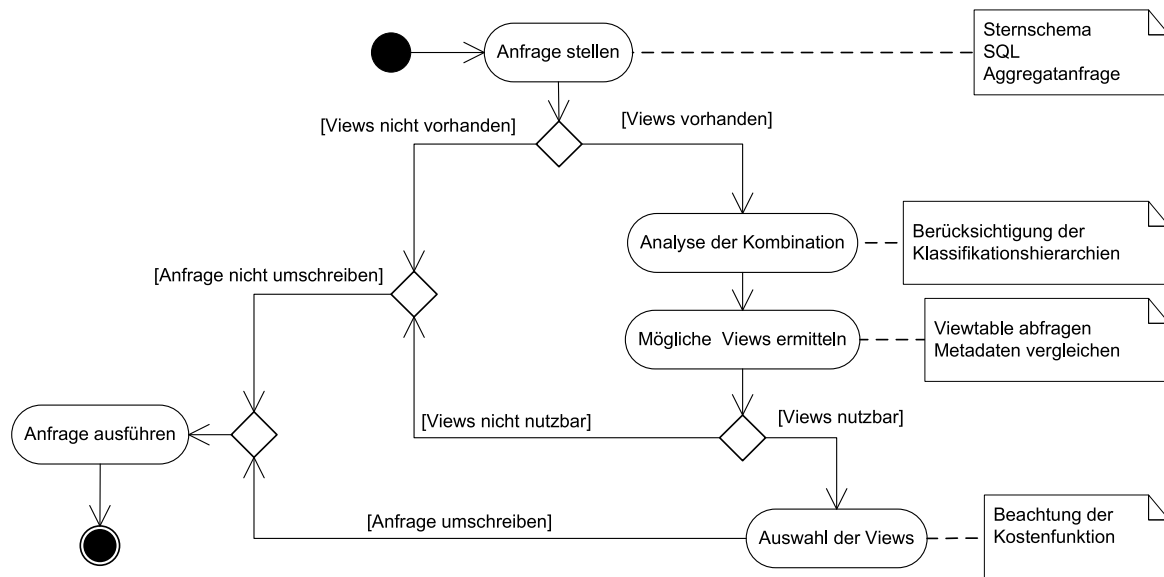 Anfrage stellen
Sternschema
SQL
Aggregatanfrage
[Views nicht vorhanden]
[Views vorhanden]
Analyse der Kombination
Berücksichtigung der
Klassifikationshierarchien
[Anfrage nicht umschreiben]
Mögliche Views ermitteln
Viewtable abfragen
Metadaten vergleichen
[Views nicht nutzbar]
[Views nutzbar]
Anfrage ausführen
[Anfrage umschreiben]
Auswahl der Views
Beachtung der
Kostenfunktion